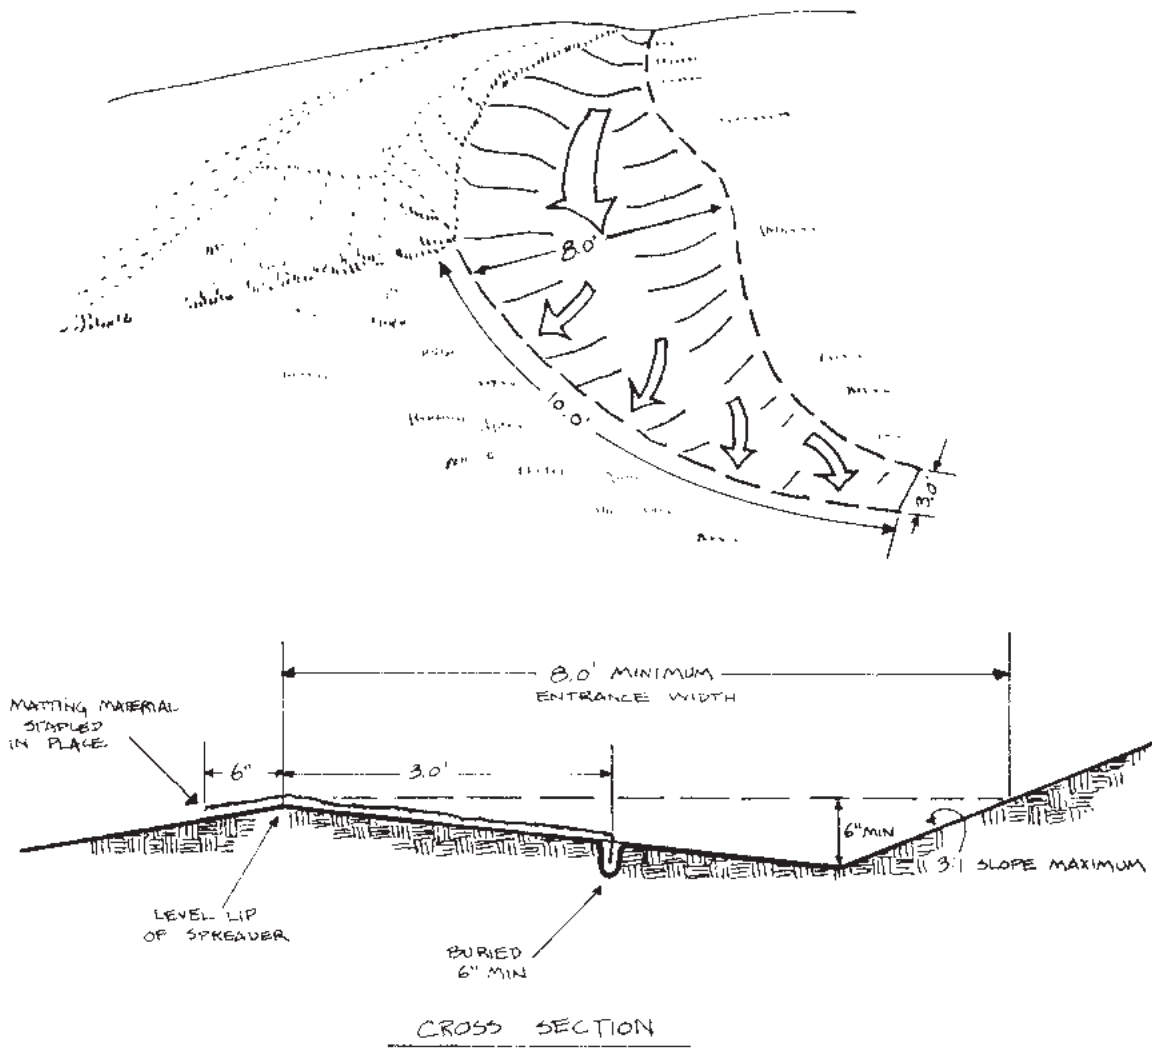 8.0'
10.0'
3.0'
8.0' MINIMUM
ENTRANCE WIDTH
MATTING MATERIAL
STAPLED
IN PLACE
6"
3.0'
6" MIN
3:1 SLOPE MAXIMUM
LEVEL LIP
OF SPREADER
BURIED
6" MIN
CROSS SECTION